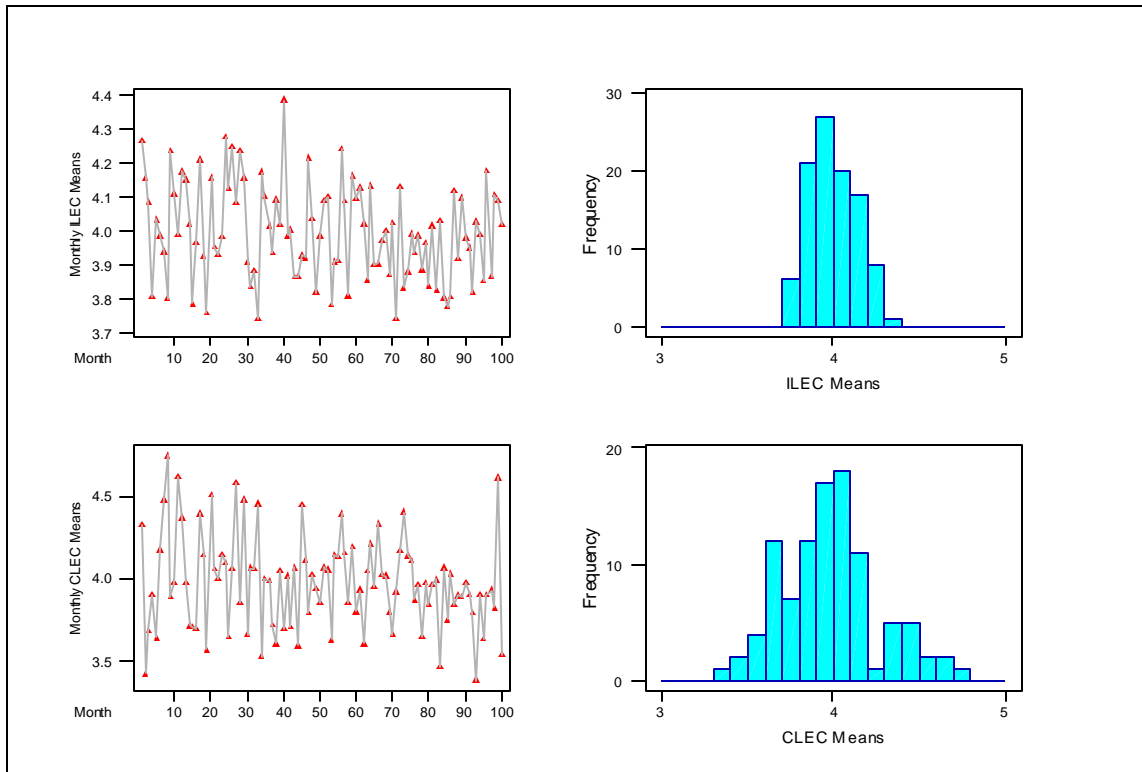 Monthly ILEC Means
4.4
4.3
4.2
4.1
4.0
3.9
3.8
3.7
Month 10 20 30 40 50 60 70 80 90 100
Frequency
30
20
10
0
3 4 5
ILEC Means
Monthly CLEC Means
4.5
4.0
3.5
Month 10 20 30 40 50 60 70 80 90 100
Frequency
20
10
0
3 4 5
CLEC Means